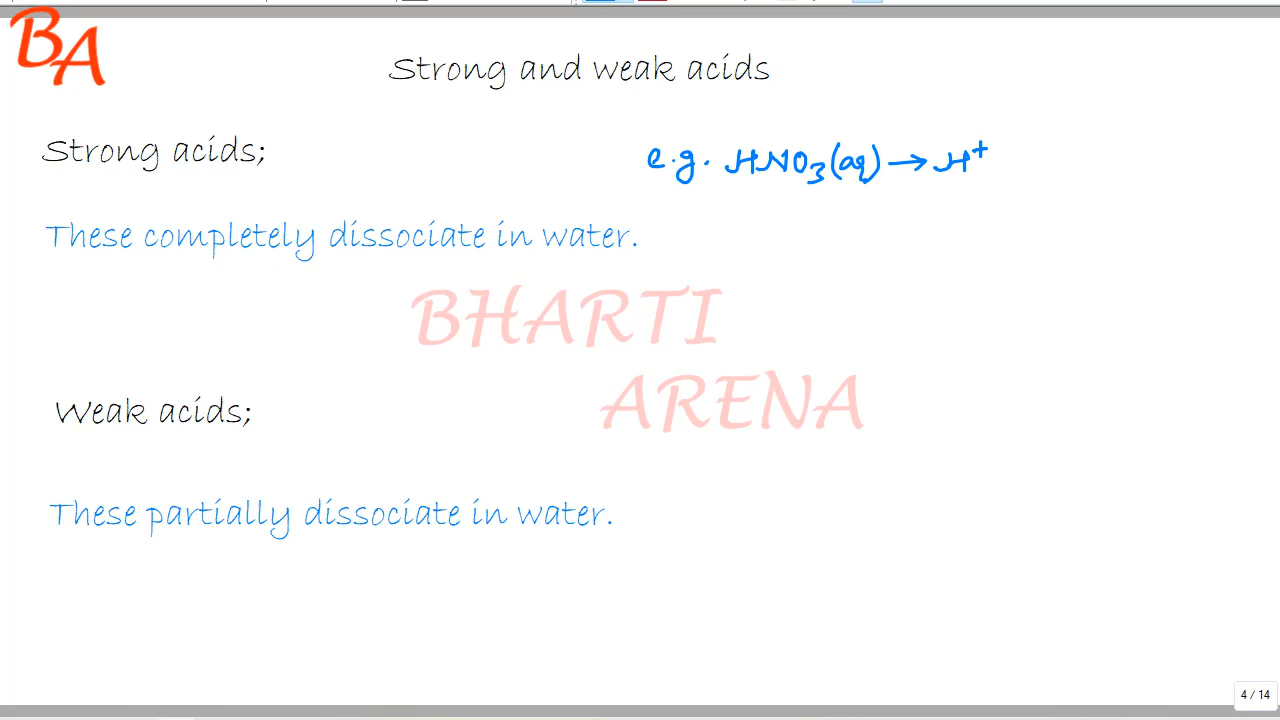 BA
Strong and weak acids
Strong acids;
e.g. HNO₃(aq) → H⁺
These completely dissociate in water.
BHARTI
ARENA
Weak acids;
These partially dissociate in water.
4 / 14